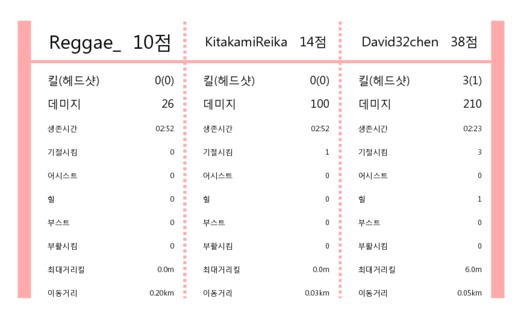 Reggae_ 10점 KitakamiReika 14점 David32chen 38점
킬(헤드샷) 0(0) 킬(헤드샷) 0(0) 킬(헤드샷) 3(1)
데미지 26 데미지 100 데미지 210
생존시간 02:52 생존시간 02:52 생존시간 02:23
기절시킴 0 기절시킴 1 기절시킴 3
어시스트 0 어시스트 0 어시스트 0
힐 0 힐 0 힐 1
부스트 0 부스트 0 부스트 0
부활시킴 0 부활시킴 0 부활시킴 0
최대거리킬 0.0m 최대거리킬 0.0m 최대거리킬 6.0m
이동거리 0.20km 이동거리 0.03km 이동거리 0.05km